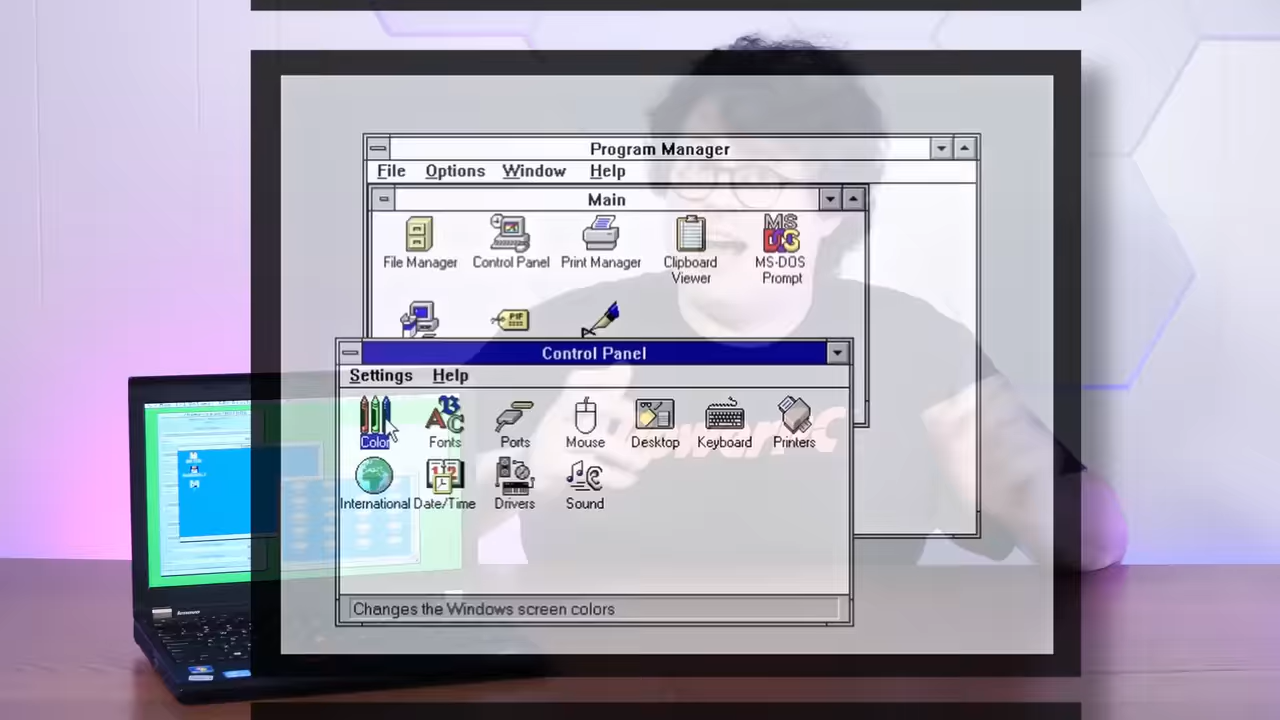 Program Manager
File Options Window Help
Main
File Manager Control Panel Print Manager Clipboard Viewer MS-DOS Prompt
MS
DOS
PIF
Control Panel
Settings Help
Color Fonts Ports Mouse Desktop Keyboard Printers
International Date/Time Drivers Sound
Changes the Windows screen colors
lenovo